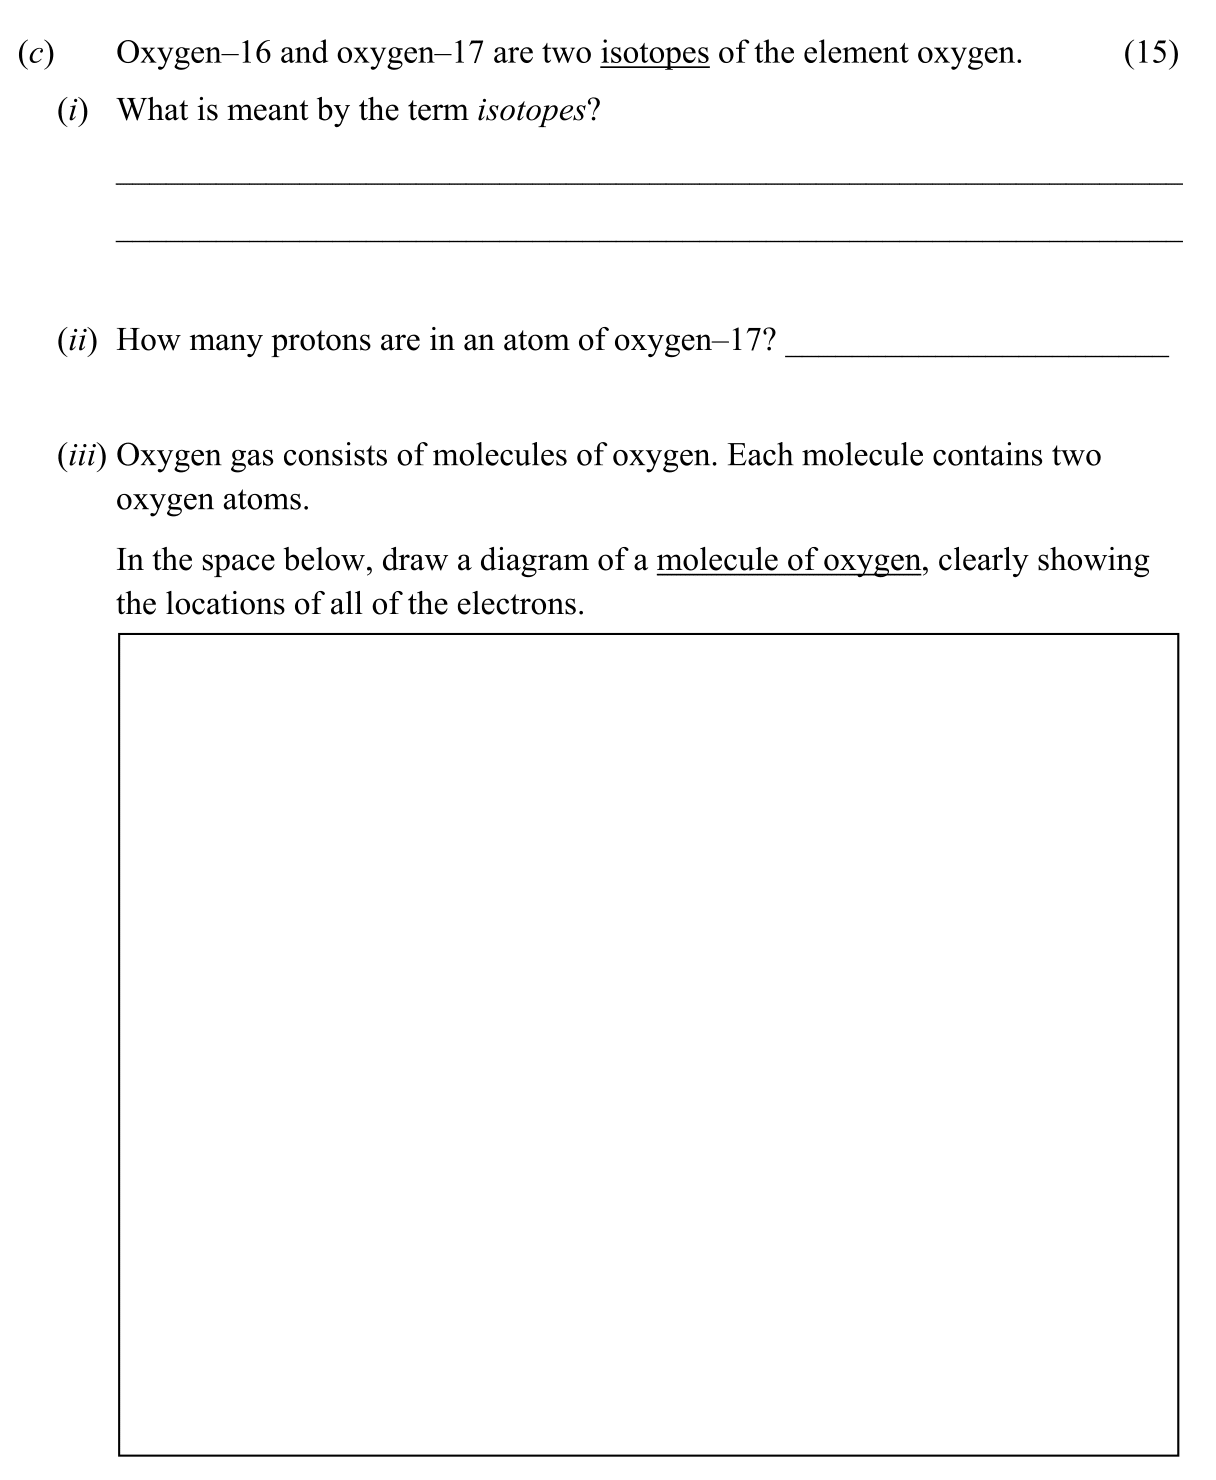 (c) Oxygen–16 and oxygen–17 are two isotopes of the element oxygen. (15)
(i) What is meant by the term isotopes?
(ii) How many protons are in an atom of oxygen–17?
(iii) Oxygen gas consists of molecules of oxygen. Each molecule contains two
oxygen atoms.
In the space below, draw a diagram of a molecule of oxygen, clearly showing
the locations of all of the electrons.